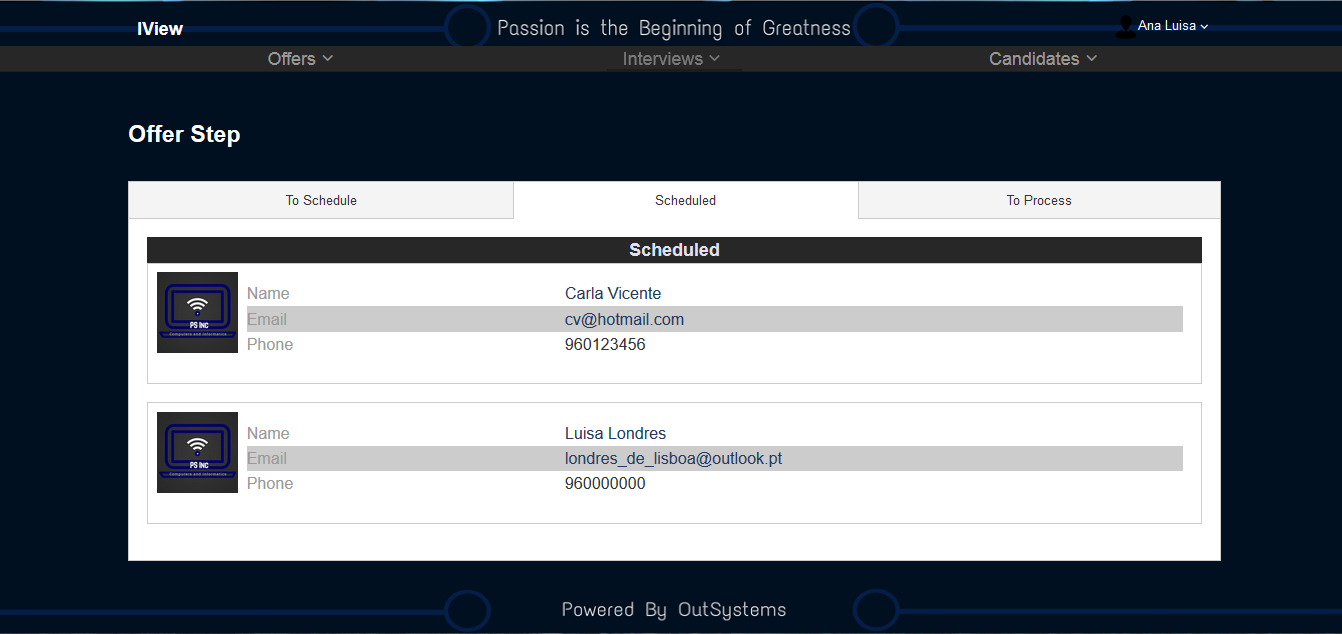 IView
Passion is the Beginning of Greatness
Ana Luisa
Offers
Interviews
Candidates
Offer Step
To Schedule
Scheduled
To Process
Scheduled
PS INC
Computers and Informatics
Name Carla Vicente
Email cv@hotmail.com
Phone 960123456
PS INC
Computers and Informatics
Name Luisa Londres
Email londres_de_lisboa@outlook.pt
Phone 960000000
Powered By OutSystems